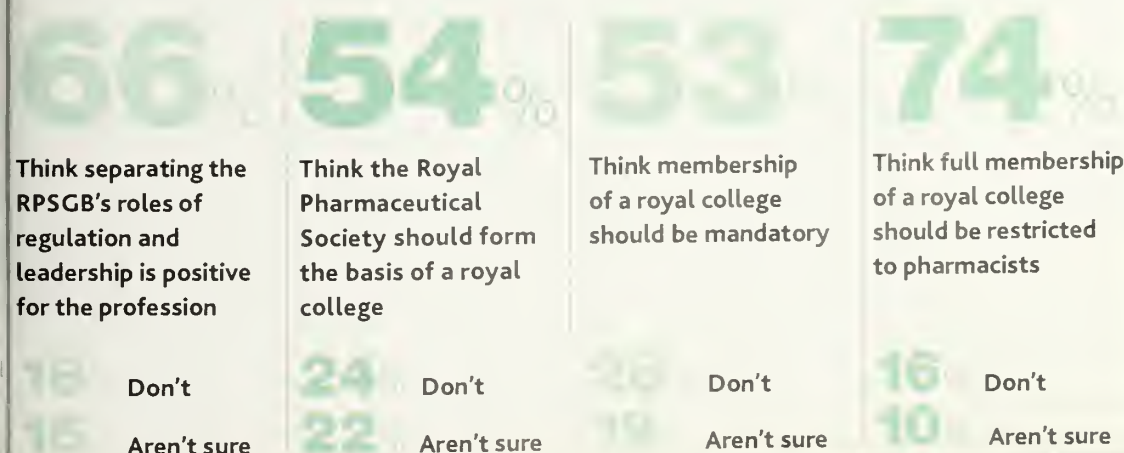 66%
Think separating the
RPSGB's roles of
regulation and
leadership is positive
for the profession
Don't
Aren't sure
54%
Think the Royal
Pharmaceutical
Society should form
the basis of a royal
college
24 Don't
22 Aren't sure
53
Think membership
of a royal college
should be mandatory
Don't
Aren't sure
74%
Think full membership
of a royal college
should be restricted
to pharmacists
16 Don't
10 Aren't sure